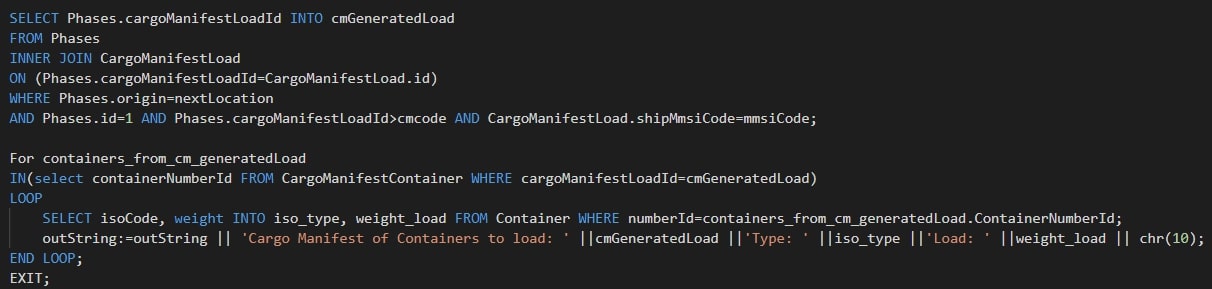 SELECT Phases.cargoManifestLoadId INTO cmGeneratedLoad
FROM Phases
INNER JOIN CargoManifestLoad
ON (Phases.cargoManifestLoadId=CargoManifestLoad.id)
WHERE Phases.origin=nextLocation
AND Phases.id=1 AND Phases.cargoManifestLoadId>cmcode AND CargoManifestLoad.shipMmsiCode=mmsiCode;

For containers_from_cm_generatedLoad
IN(select containerNumberId FROM CargoManifestContainer WHERE cargoManifestLoadId=cmGeneratedLoad)
LOOP
    SELECT isoCode, weight INTO iso_type, weight_load FROM Container WHERE numberId=containers_from_cm_generatedLoad.ContainerNumberId;
    outString:=outString || 'Cargo Manifest of Containers to load: ' ||cmGeneratedLoad ||'Type: ' ||iso_type ||'Load: ' ||weight_load || chr(10);
END LOOP;
EXIT;